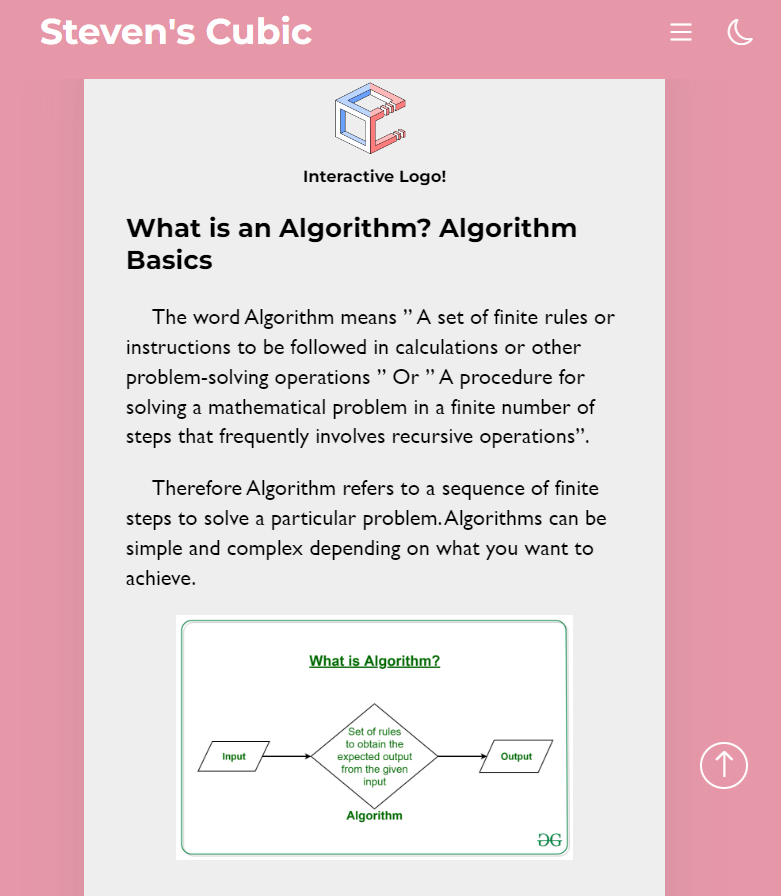 Steven's Cubic
Interactive Logo!
What is an Algorithm? Algorithm
Basics
The word Algorithm means ” A set of finite rules or
instructions to be followed in calculations or other
problem-solving operations ” Or ” A procedure for
solving a mathematical problem in a finite number of
steps that frequently involves recursive operations”.
Therefore Algorithm refers to a sequence of finite
steps to solve a particular problem. Algorithms can be
simple and complex depending on what you want to
achieve.
What is Algorithm?
Input
Set of rules
to obtain the
expected output
from the given
input
Output
Algorithm